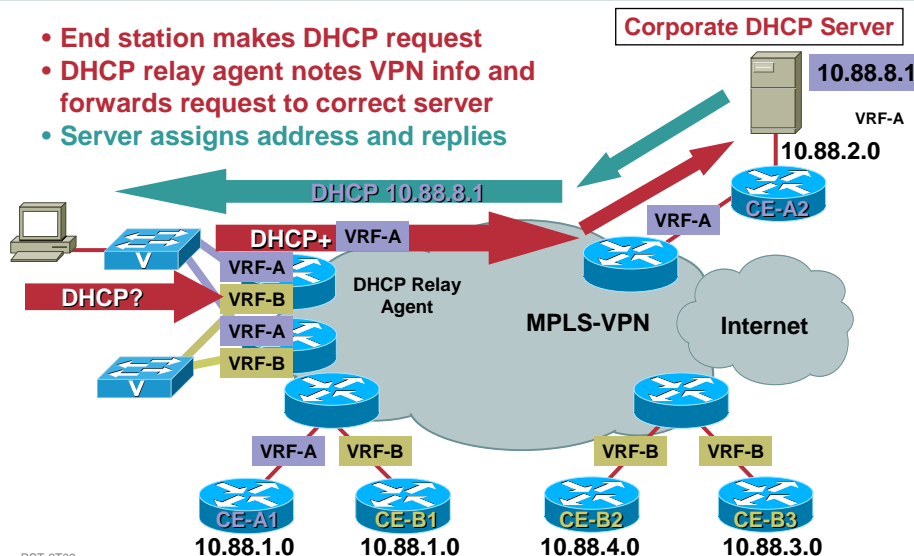 • End station makes DHCP request
• DHCP relay agent notes VPN info and
forwards request to correct server
• Server assigns address and replies
Corporate DHCP Server
10.88.8.1
VRF-A
10.88.2.0
CE-A2
VRF-A
DHCP 10.88.8.1
DHCP+ VRF-A
V
VRF-A
DHCP?
VRF-B
VRF-A
VRF-B
V
DHCP Relay
Agent
MPLS-VPN
Internet
VRF-A
VRF-B
VRF-B
VRF-B
CE-A1
CE-B1
CE-B2
CE-B3
10.88.1.0
10.88.1.0
10.88.4.0
10.88.3.0